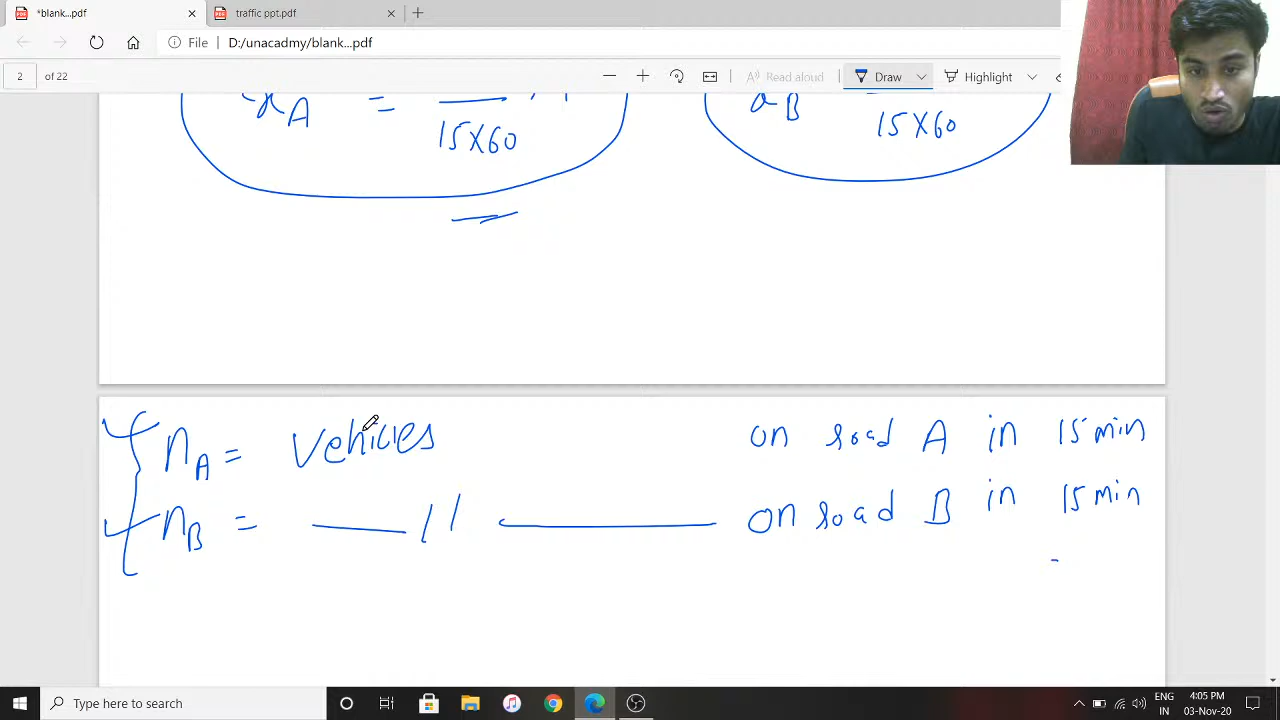 *blank...pdf
traffic ppt.pdf
File D:/unacadmy/blank...pdf
2 of 22 Read aloud Draw Highlight
A = 15X60
B 15X60
nA = Vehicles on road A in 15 min
nB = —— // —— on road B in 15 min
Type here to search
ENG
IN
4:05 PM
03-Nov-20